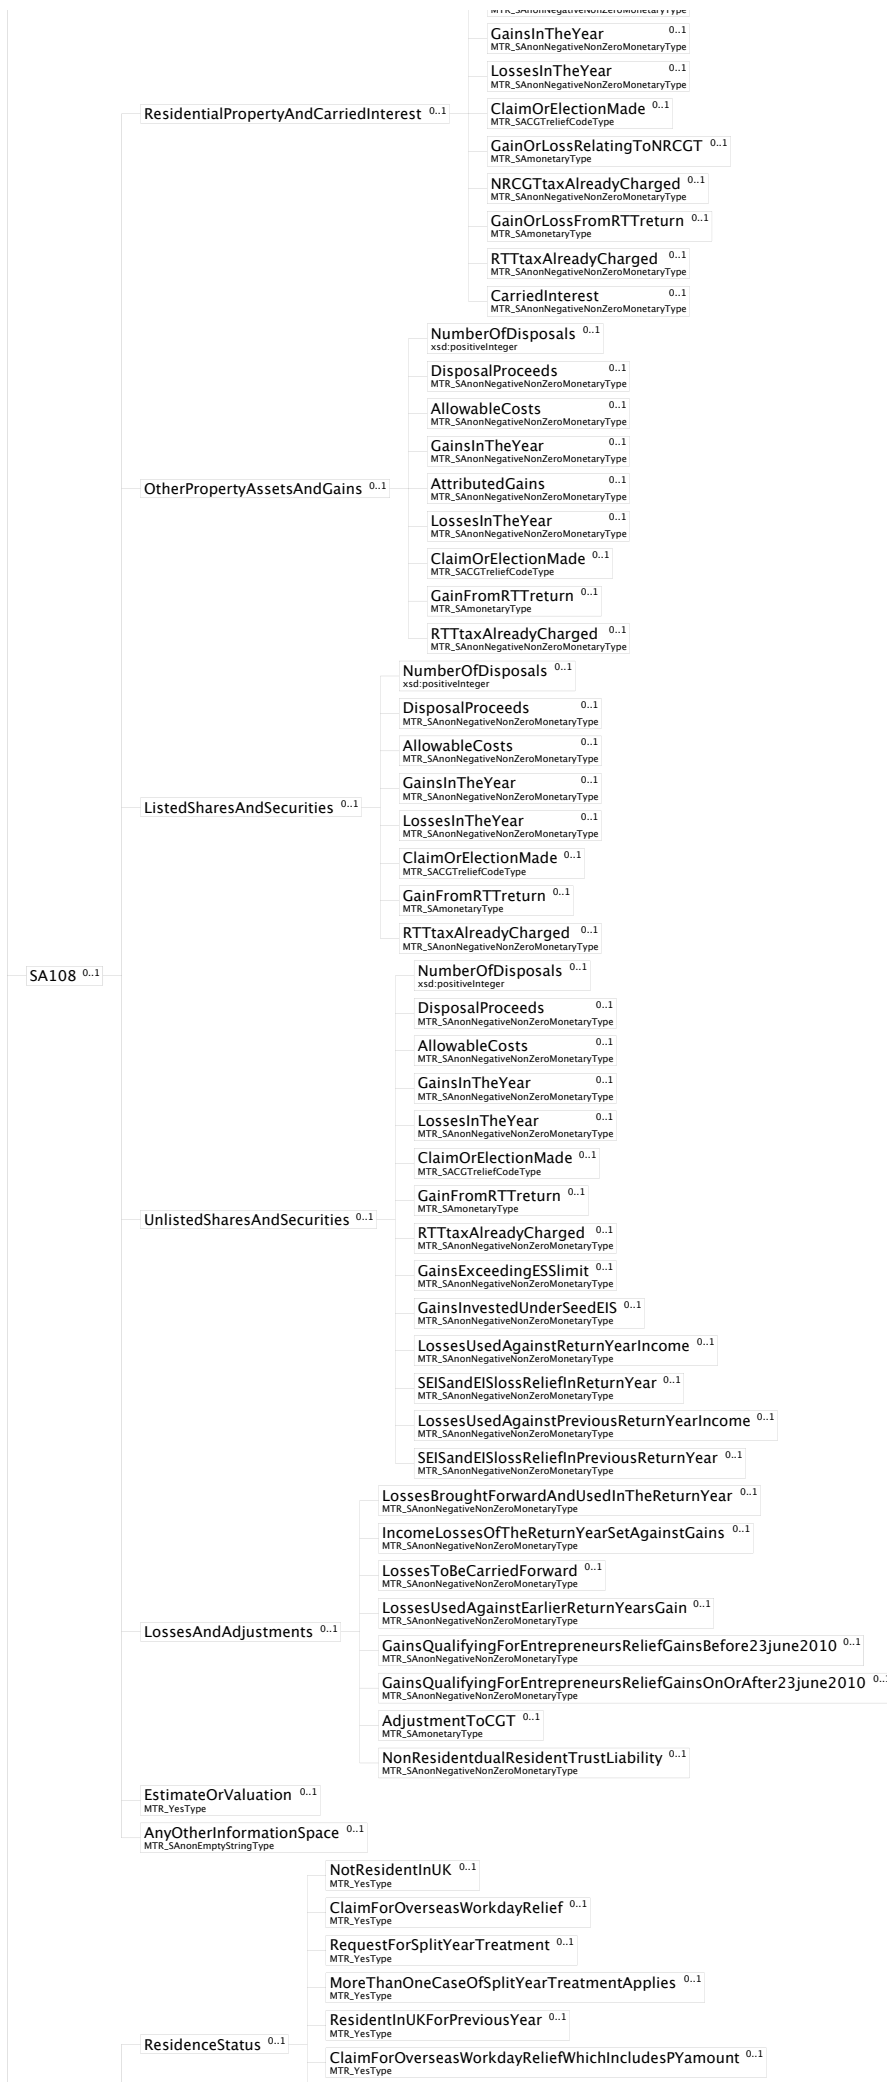 MTR_SAnonNegativeNonZeroMonetaryType
GainsInTheYear 0..1
MTR_SAnonNegativeNonZeroMonetaryType
LossesInTheYear 0..1
MTR_SAnonNegativeNonZeroMonetaryType
ResidentialPropertyAndCarriedInterest 0..1
ClaimOrElectionMade 0..1
MTR_SACGTreliefCodeType
GainOrLossRelatingToNRCGT 0..1
MTR_SAmonetaryType
NRCGTtaxAlreadyCharged 0..1
MTR_SAnonNegativeNonZeroMonetaryType
GainOrLossFromRTTreturn 0..1
MTR_SAmonetaryType
RTTtaxAlreadyCharged 0..1
MTR_SAnonNegativeNonZeroMonetaryType
CarriedInterest 0..1
MTR_SAnonNegativeNonZeroMonetaryType
NumberOfDisposals 0..1
xsd:positiveInteger
DisposalProceeds 0..1
MTR_SAnonNegativeNonZeroMonetaryType
AllowableCosts 0..1
MTR_SAnonNegativeNonZeroMonetaryType
GainsInTheYear 0..1
MTR_SAnonNegativeNonZeroMonetaryType
OtherPropertyAssetsAndGains 0..1
AttributedGains 0..1
MTR_SAnonNegativeNonZeroMonetaryType
LossesInTheYear 0..1
MTR_SAnonNegativeNonZeroMonetaryType
ClaimOrElectionMade 0..1
MTR_SACGTreliefCodeType
GainFromRTTreturn 0..1
MTR_SAmonetaryType
RTTtaxAlreadyCharged 0..1
MTR_SAnonNegativeNonZeroMonetaryType
NumberOfDisposals 0..1
xsd:positiveInteger
DisposalProceeds 0..1
MTR_SAnonNegativeNonZeroMonetaryType
AllowableCosts 0..1
MTR_SAnonNegativeNonZeroMonetaryType
GainsInTheYear 0..1
MTR_SAnonNegativeNonZeroMonetaryType
ListedSharesAndSecurities 0..1
LossesInTheYear 0..1
MTR_SAnonNegativeNonZeroMonetaryType
ClaimOrElectionMade 0..1
MTR_SACGTreliefCodeType
GainFromRTTreturn 0..1
MTR_SAmonetaryType
RTTtaxAlreadyCharged 0..1
MTR_SAnonNegativeNonZeroMonetaryType
SA108 0..1
NumberOfDisposals 0..1
xsd:positiveInteger
DisposalProceeds 0..1
MTR_SAnonNegativeNonZeroMonetaryType
AllowableCosts 0..1
MTR_SAnonNegativeNonZeroMonetaryType
GainsInTheYear 0..1
MTR_SAnonNegativeNonZeroMonetaryType
LossesInTheYear 0..1
MTR_SAnonNegativeNonZeroMonetaryType
ClaimOrElectionMade 0..1
MTR_SACGTreliefCodeType
GainFromRTTreturn 0..1
MTR_SAmonetaryType
UnlistedSharesAndSecurities 0..1
RTTtaxAlreadyCharged 0..1
MTR_SAnonNegativeNonZeroMonetaryType
GainsExceedingESSlimit 0..1
MTR_SAnonNegativeNonZeroMonetaryType
GainsInvestedUnderSeedEIS 0..1
MTR_SAnonNegativeNonZeroMonetaryType
LossesUsedAgainstReturnYearIncome 0..1
MTR_SAnonNegativeNonZeroMonetaryType
SEISandEISlossReliefInReturnYear 0..1
MTR_SAnonNegativeNonZeroMonetaryType
LossesUsedAgainstPreviousReturnYearIncome 0..1
MTR_SAnonNegativeNonZeroMonetaryType
SEISandEISlossReliefInPreviousReturnYear 0..1
MTR_SAnonNegativeNonZeroMonetaryType
LossesBroughtForwardAndUsedInTheReturnYear 0..1
MTR_SAnonNegativeNonZeroMonetaryType
IncomeLossesOfTheReturnYearSetAgainstGains 0..1
MTR_SAnonNegativeNonZeroMonetaryType
LossesToBeCarriedForward 0..1
MTR_SAnonNegativeNonZeroMonetaryType
LossesUsedAgainstEarlierReturnYearsGain 0..1
MTR_SAnonNegativeNonZeroMonetaryType
LossesAndAdjustments 0..1
GainsQualifyingForEntrepreneursReliefGainsBefore23june2010 0..1
MTR_SAnonNegativeNonZeroMonetaryType
GainsQualifyingForEntrepreneursReliefGainsOnOrAfter23june2010 0..1
MTR_SAnonNegativeNonZeroMonetaryType
AdjustmentToCGT 0..1
MTR_SAmonetaryType
NonResidentdualResidentTrustLiability 0..1
MTR_SAnonNegativeNonZeroMonetaryType
EstimateOrValuation 0..1
MTR_YesType
AnyOtherInformationSpace 0..1
MTR_SAnonEmptyStringType
NotResidentInUK 0..1
MTR_YesType
ClaimForOverseasWorkdayRelief 0..1
MTR_YesType
RequestForSplitYearTreatment 0..1
MTR_YesType
MoreThanOneCaseOfSplitYearTreatmentApplies 0..1
MTR_YesType
ResidentInUKForPreviousYear 0..1
MTR_YesType
ResidenceStatus 0..1
ClaimForOverseasWorkdayReliefWhichIncludesPYamount 0..1
MTR_YesType